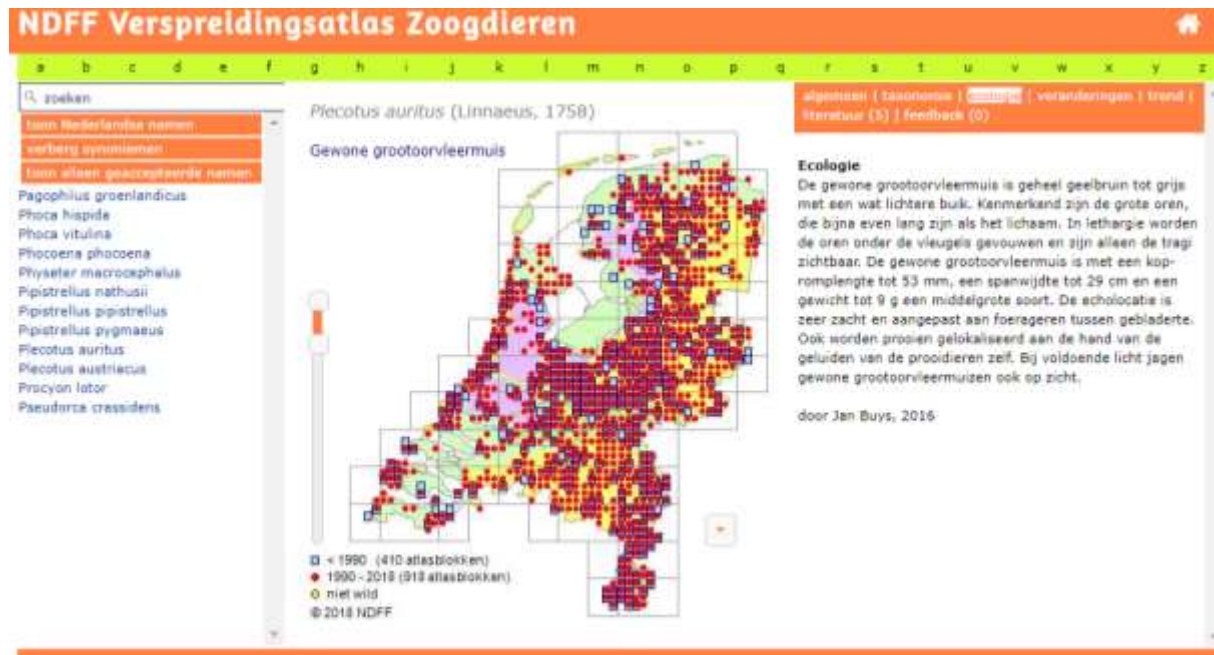 NDFF Verspreidingsatlas Zoogdieren
a b c d e f g h i j k l m n o p q r s t u v w x y z
zoeken
toon Nederlandse namen
verberg synoniemen
toon alleen geaccepteerde namen
Pagophilus groenlandicus
Phoca hispida
Phoca vitulina
Phocoena phocoena
Physeter macrocephalus
Pipistrellus nathusii
Pipistrellus pipistrellus
Pipistrellus pygmaeus
Plecotus auritus
Plecotus austriacus
Procyon lotor
Pseudorca crassidens
Plecotus auritus (Linnaeus, 1758)
Gewone grootoorvleermuis
< 1990 (410 atlasblokken)
1990 - 2018 (918 atlasblokken)
niet wild
© 2018 NDFF
algemeen | taxonomie | ecologie | veranderingen | trend |
literatuur (5) | feedback (0)
Ecologie
De gewone grootoorvleermuis is geheel geelbruin tot grijs
met een wat lichtere buik. Kenmerkend zijn de grote oren,
die bijna even lang zijn als het lichaam. In lethargie worden
de oren onder de vleugels gevouwen en zijn alleen de tragi
zichtbaar. De gewone grootoorvleermuis is met een kop-
romplengte tot 53 mm, een spanwijdte tot 29 cm en een
gewicht tot 9 g een middelgrote soort. De echolocatie is
zeer zacht en aangepast aan foerageren tussen gebladerte.
Ook worden prooien gelokaliseerd aan de hand van de
geluiden van de prooidieren zelf. Bij voldoende licht jagen
gewone grootoorvleermuizen ook op zicht.
door Jan Buys, 2016